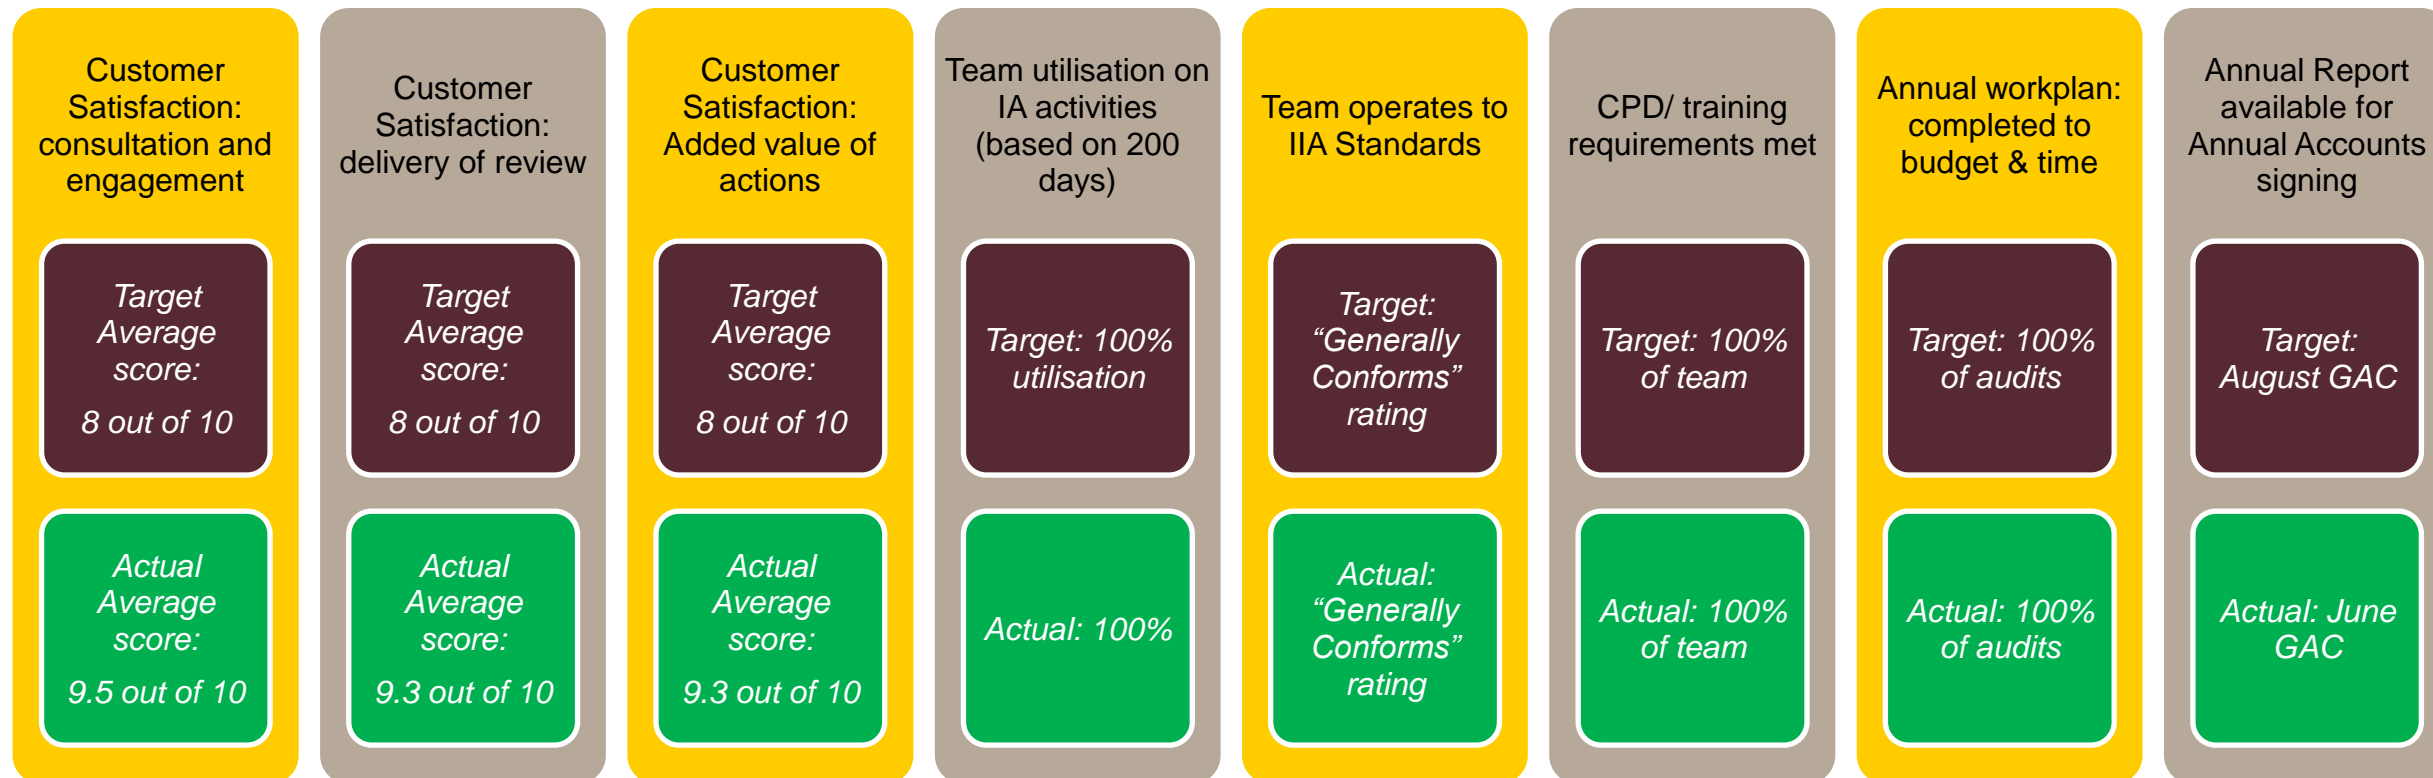 Customer
Satisfaction:
consultation and
engagement
Target
Average
score:
8 out of 10
Actual
Average
score:
9.5 out of 10
Customer
Satisfaction:
delivery of review
Target
Average
score:
8 out of 10
Actual
Average
score:
9.3 out of 10
Customer
Satisfaction:
Added value of
actions
Target
Average
score:
8 out of 10
Actual
Average
score:
9.3 out of 10
Team utilisation on
IA activities
(based on 200
days)
Target: 100%
utilisation
Actual: 100%
Team operates to
IIA Standards
Target:
“Generally
Conforms”
rating
Actual:
“Generally
Conforms”
rating
CPD/ training
requirements met
Target: 100%
of team
Actual: 100%
of team
Annual workplan:
completed to
budget & time
Target: 100%
of audits
Actual: 100%
of audits
Annual Report
available for
Annual Accounts
signing
Target:
August GAC
Actual: June
GAC